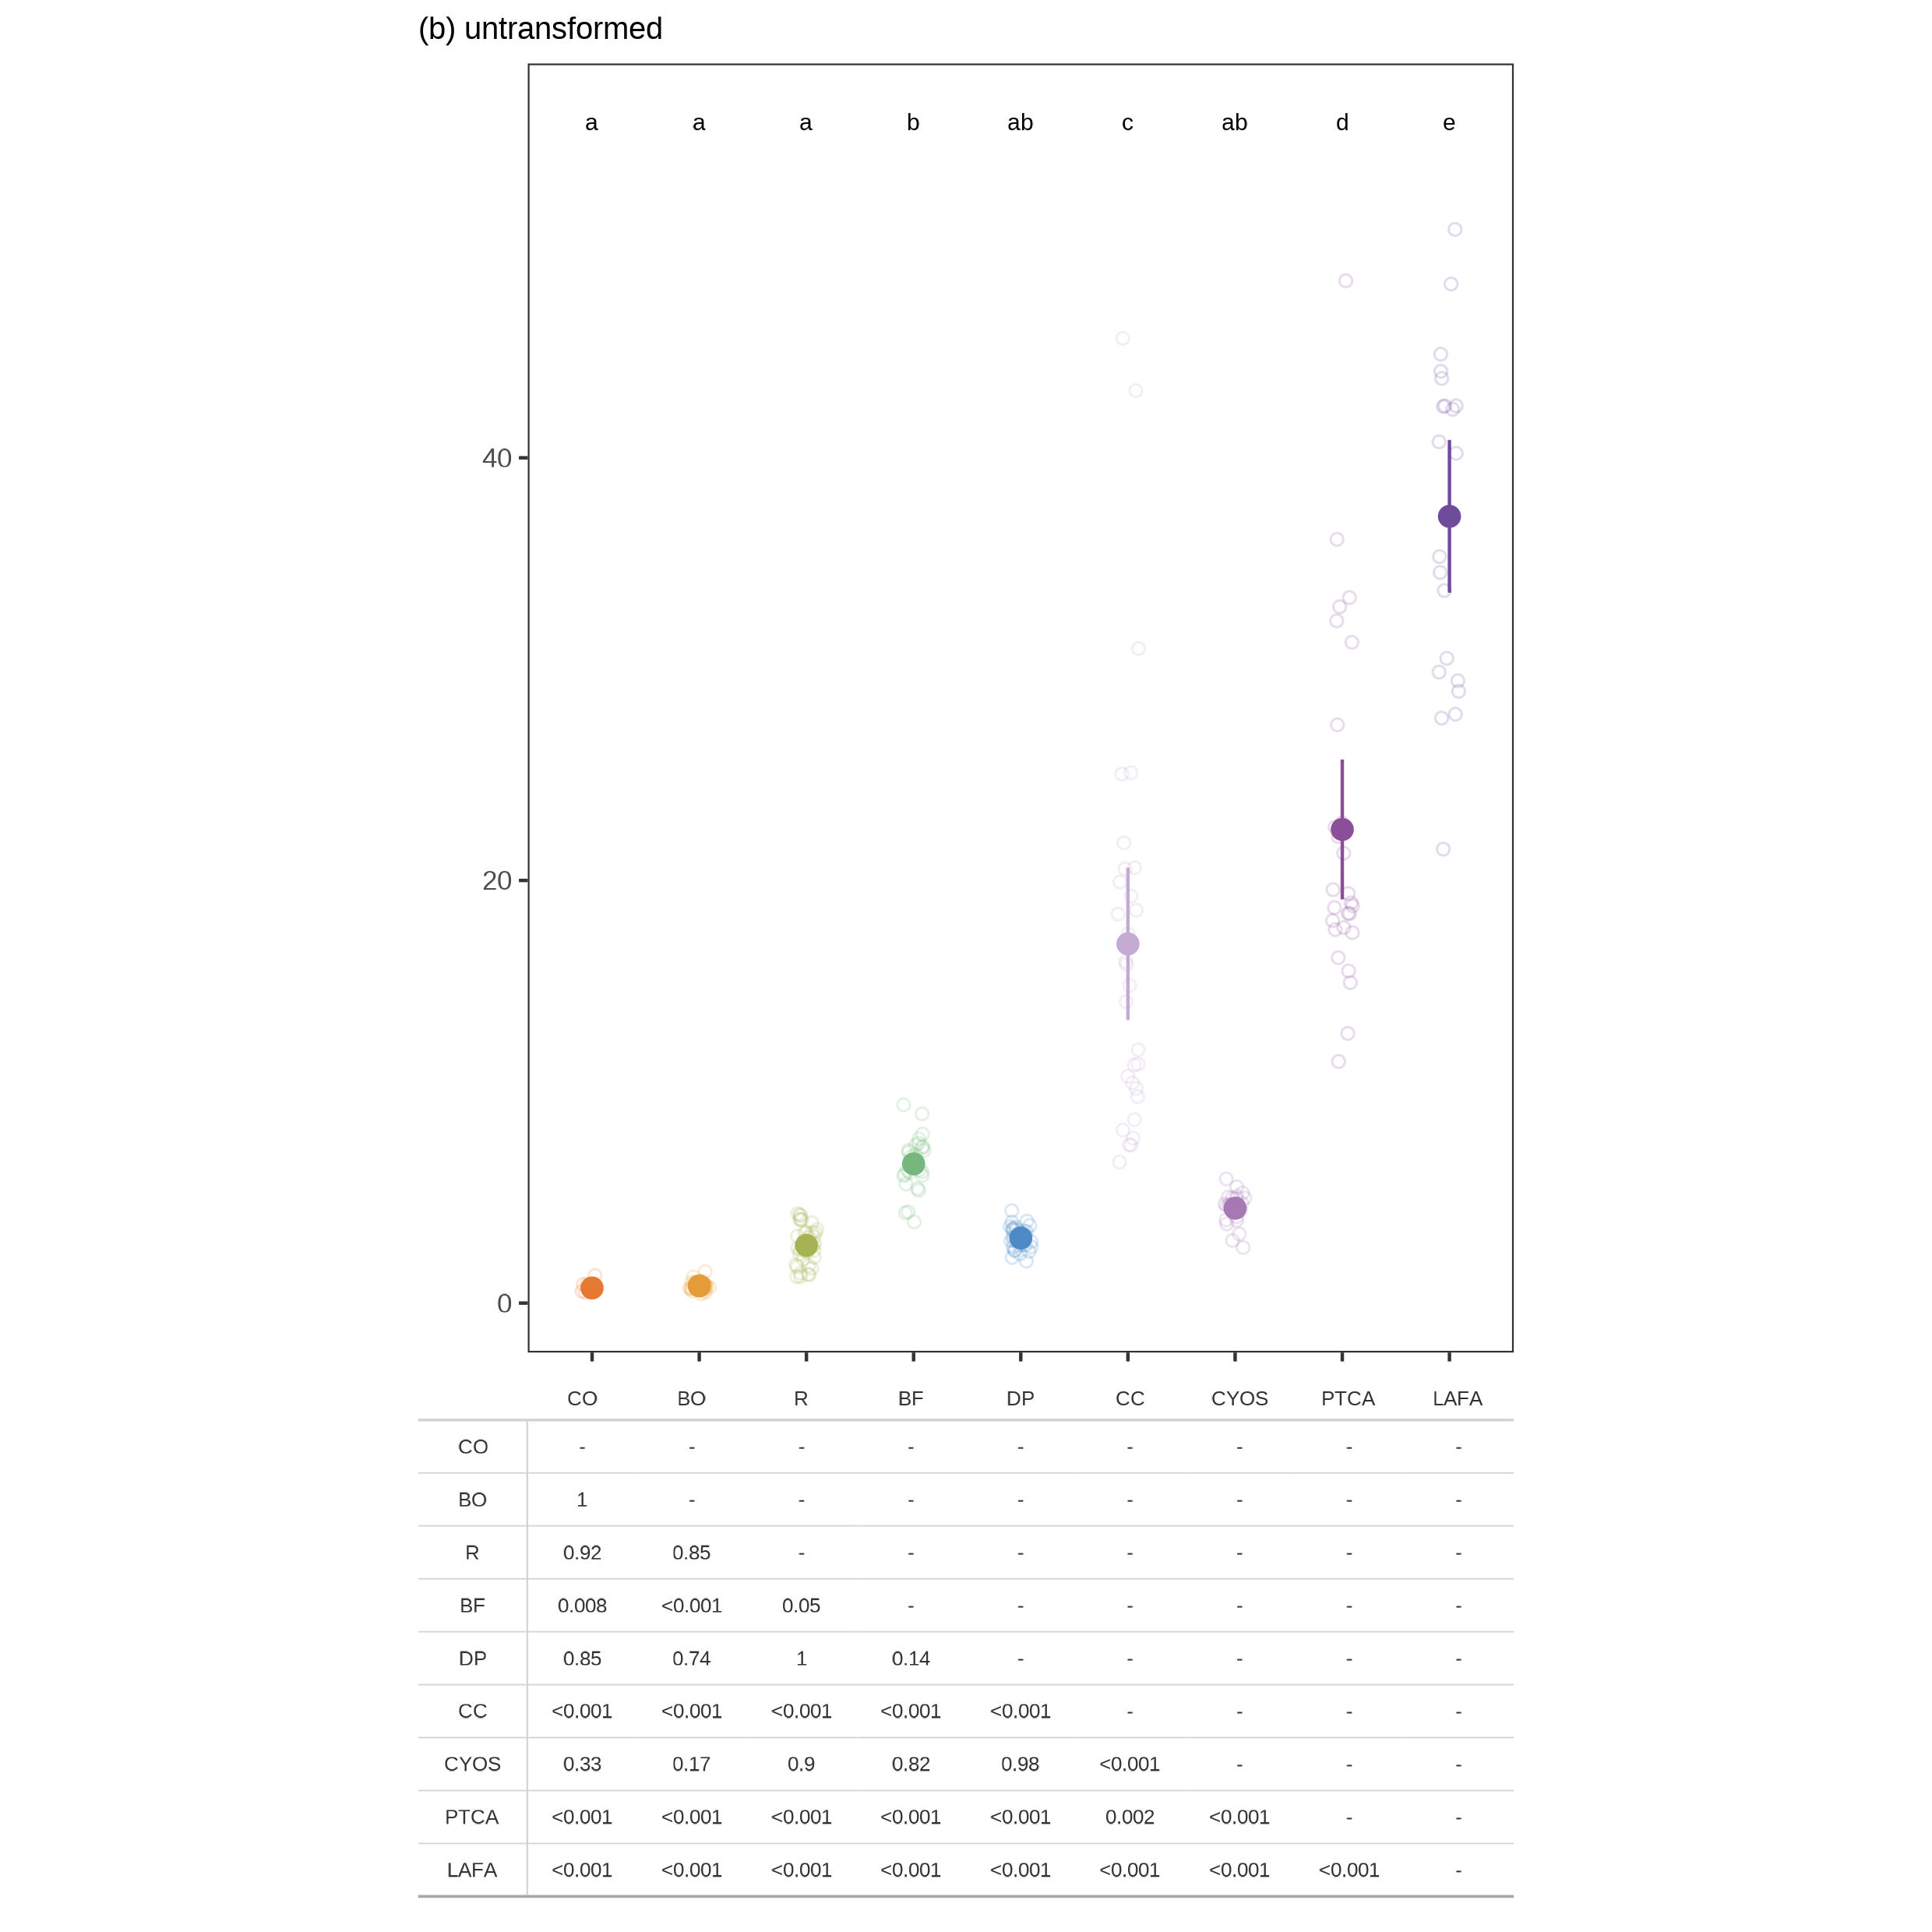 (b) untransformed
a a a b ab c ab d e
40
20
0
CO BO R BF DP CC CYOS PTCA LAFA
CO - - - - - - - - -
BO 1 - - - - - - - -
R 0.92 0.85 - - - - - - -
BF 0.008 <0.001 0.05 - - - - - -
DP 0.85 0.74 1 0.14 - - - - -
CC <0.001 <0.001 <0.001 <0.001 <0.001 - - - -
CYOS 0.33 0.17 0.9 0.82 0.98 <0.001 - - -
PTCA <0.001 <0.001 <0.001 <0.001 <0.001 0.002 <0.001 - -
LAFA <0.001 <0.001 <0.001 <0.001 <0.001 <0.001 <0.001 <0.001 -